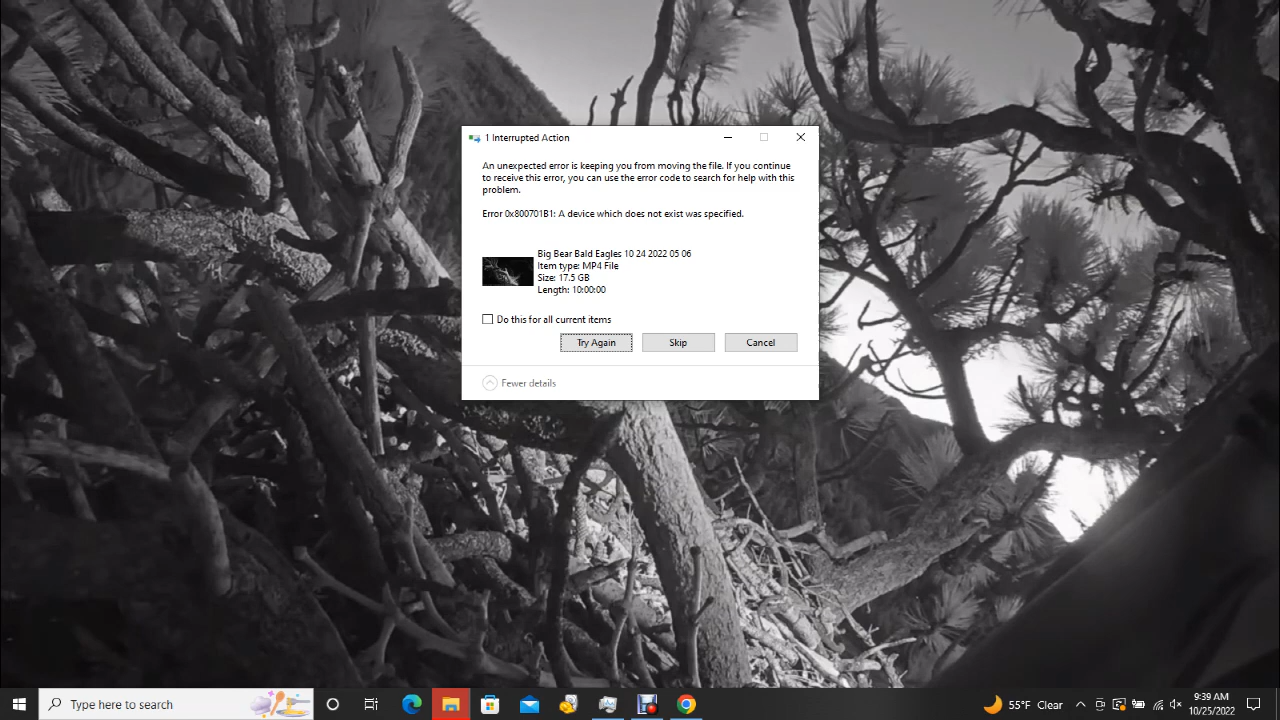 1 Interrupted Action
An unexpected error is keeping you from moving the file. If you continue
to receive this error, you can use the error code to search for help with this
problem.
Error 0x800701B1: A device which does not exist was specified.
Big Bear Bald Eagles 10 24 2022 05 06
Item type: MP4 File
Size: 17.5 GB
Length: 10:00:00
Do this for all current items
Try Again Skip Cancel
Fewer details
Type here to search
55°F Clear
9:39 AM
10/25/2022